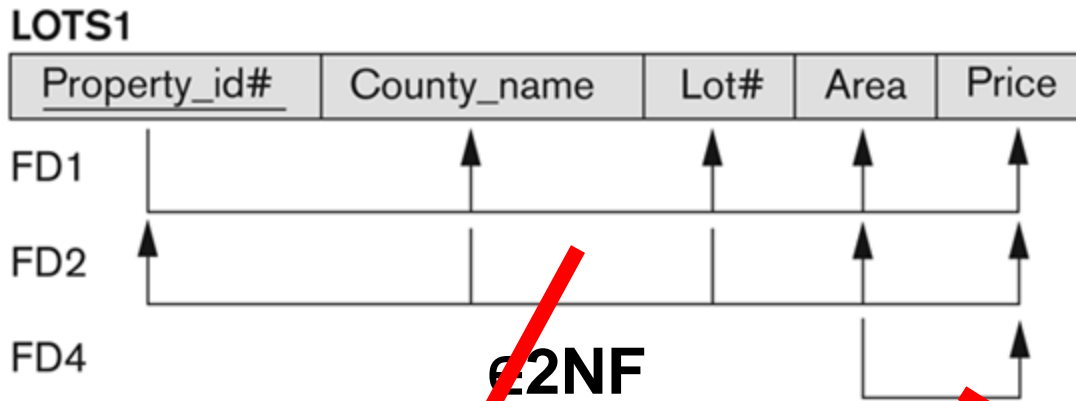 LOTS1
Property_id# County_name Lot# Area Price
FD1
FD2
FD4
∈2NF